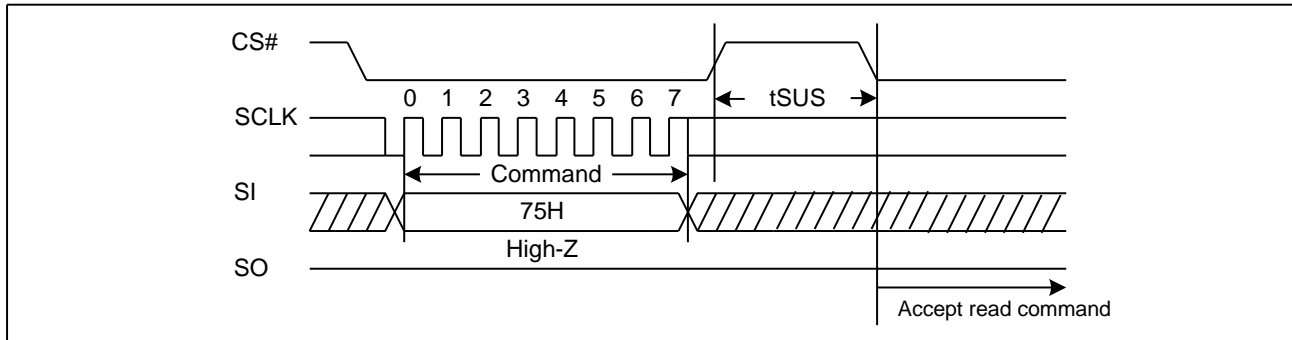 CS#
0 1 2 3 4 5 6 7
tSUS
SCLK
Command
SI
75H
High-Z
SO
Accept read command